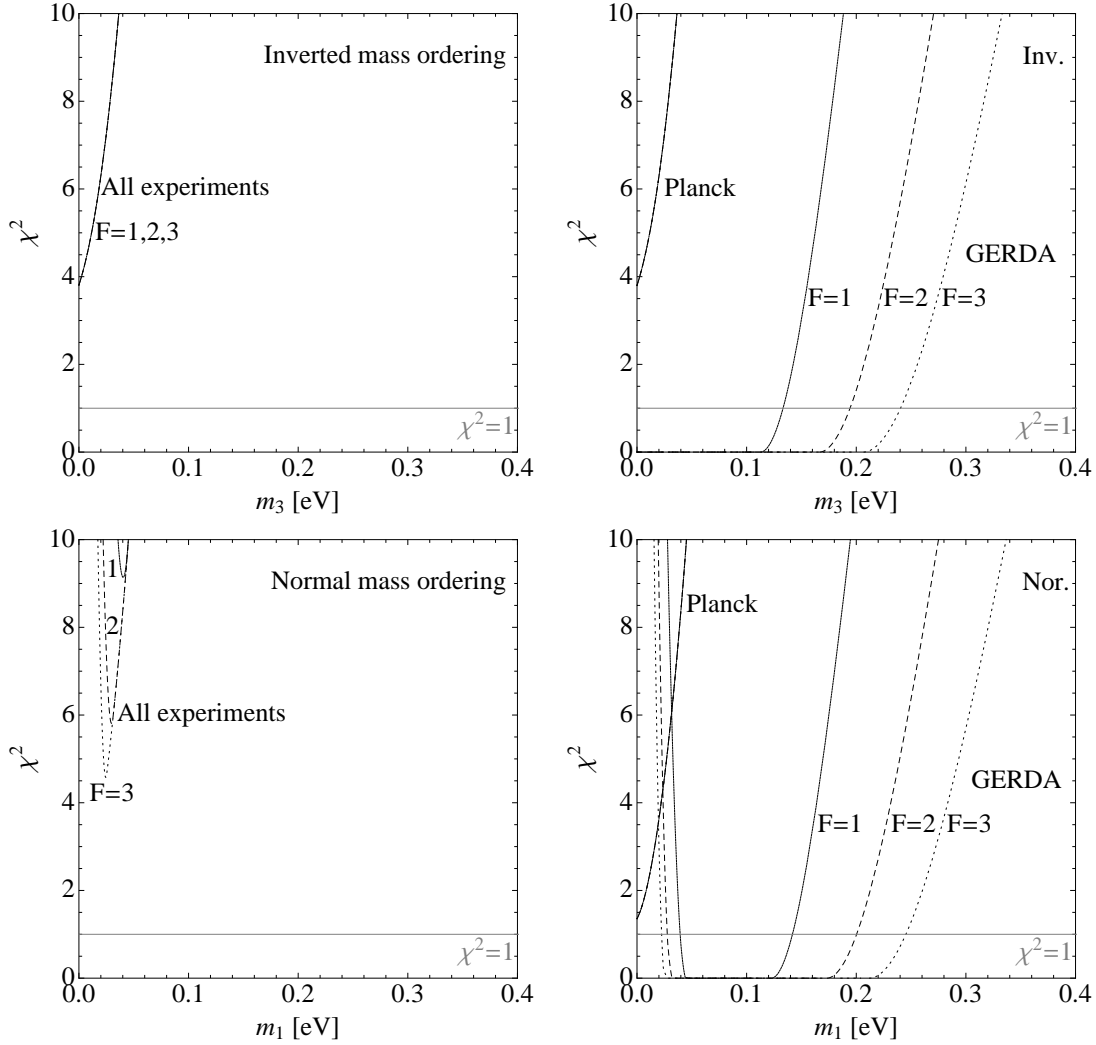 10
8
6
4
2
0
χ²
Inverted mass ordering
All experiments
F=1,2,3
χ²=1
0.0
0.1
0.2
0.3
0.4
m₃ [eV]
10
8
6
4
2
0
χ²
Inv.
Planck
GERDA
F=1
F=2
F=3
χ²=1
0.0
0.1
0.2
0.3
0.4
m₃ [eV]
10
8
6
4
2
0
χ²
Normal mass ordering
1
2
All experiments
F=3
χ²=1
0.0
0.1
0.2
0.3
0.4
m₁ [eV]
10
8
6
4
2
0
χ²
Nor.
Planck
GERDA
F=1
F=2
F=3
χ²=1
0.0
0.1
0.2
0.3
0.4
m₁ [eV]